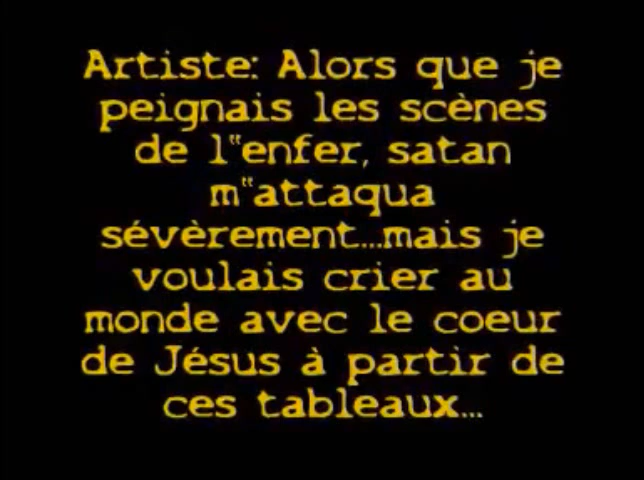 Artiste: Alors que je
peignais les scènes
de l"enfer, satan
m"attaqua
sévèrement...mais je
voulais crier au
monde avec le coeur
de Jésus à partir de
ces tableaux...